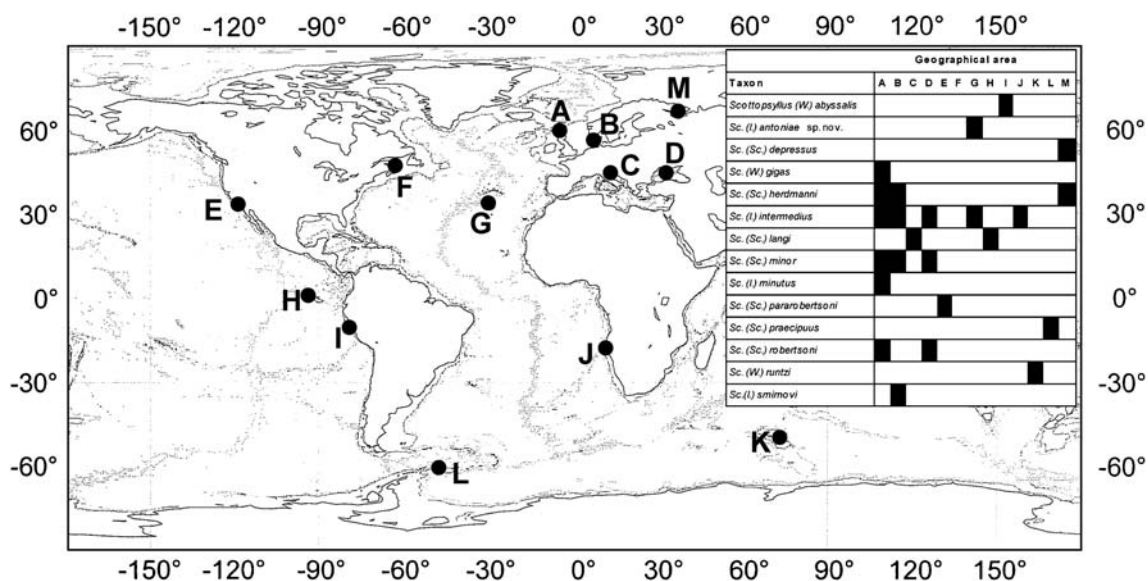 -150° -120° -90° -60° -30° 0° 30° 60° 90° 120° 150°
Geographical area
Taxon A B C D E F G H I J K L M
Scottopsyllus (W.) abyssalis
Sc. (I.) antoniae sp. nov.
Sc. (Sc.) depressus
Sc. (W.) gigas
Sc. (Sc.) herdmanni
Sc. (I.) intermedius
Sc. (Sc.) langi
Sc. (Sc.) minor
Sc. (I.) minutus
Sc. (Sc.) pararobertsoni
Sc. (Sc.) praecipuus
Sc. (Sc.) robertsoni
Sc. (W.) runtzi
Sc. (I.) smirnovi
M
60° A B 60°
C D
F
E
30° G 30°
0° H 0°
I
J
-30° -30°
K
-60° L -60°
-150° -120° -90° -60° -30° 0° 30° 60° 90° 120° 150°